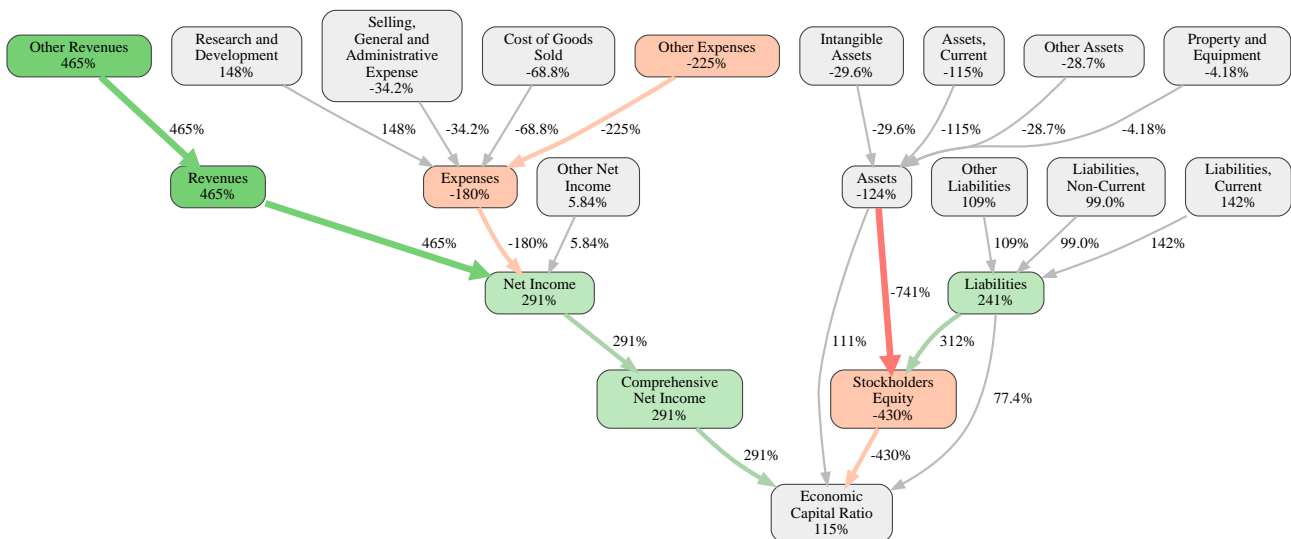 Other Revenues
465%
Research and
Development
148%
Selling,
General and
Administrative
Expense
-34.2%
Cost of Goods
Sold
-68.8%
Other Expenses
-225%
Intangible
Assets
-29.6%
Assets,
Current
-115%
Other Assets
-28.7%
Property and
Equipment
-4.18%
465%
148%
-34.2%
-68.8%
-225%
-29.6%
-115%
-28.7%
-4.18%
Revenues
465%
Expenses
-180%
Other Net
Income
5.84%
Assets
-124%
Other
Liabilities
109%
Liabilities,
Non-Current
99.0%
Liabilities,
Current
142%
465%
-180%
5.84%
109%
99.0%
142%
Net Income
291%
-741%
Liabilities
241%
291%
111%
312%
Comprehensive
Net Income
291%
Stockholders
Equity
-430%
77.4%
291%
-430%
Economic
Capital Ratio
115%